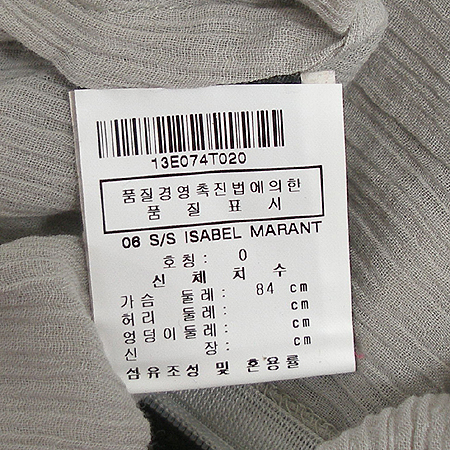 13E074T020
품질경영촉진법에의한
품 질 표 시
06 S/S ISABEL MARANT
호칭: 0
신 체 치 수
가슴 둘레: 84 cm
허리 둘레: cm
엉덩이둘레: cm
신 장: cm
섬유조성 및 혼용률